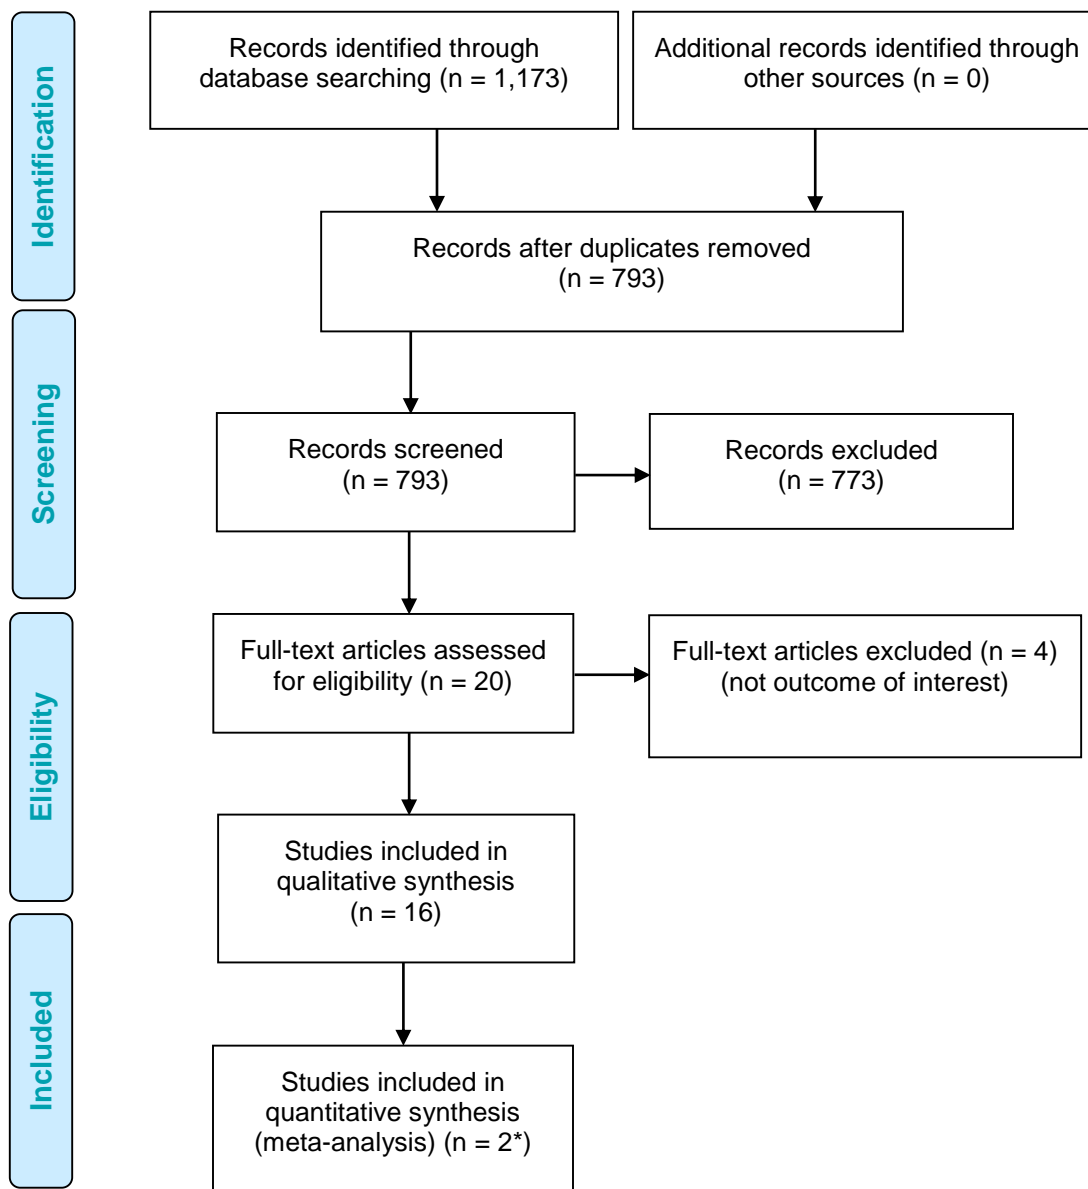 Identification
Records identified through
database searching (n = 1,173)
Additional records identified through
other sources (n = 0)
Records after duplicates removed
(n = 793)
Screening
Records screened
(n = 793)
Records excluded
(n = 773)
Eligibility
Full-text articles assessed
for eligibility (n = 20)
Full-text articles excluded (n = 4)
(not outcome of interest)
Studies included in
qualitative synthesis
(n = 16)
Included
Studies included in
quantitative synthesis
(meta-analysis) (n = 2*)